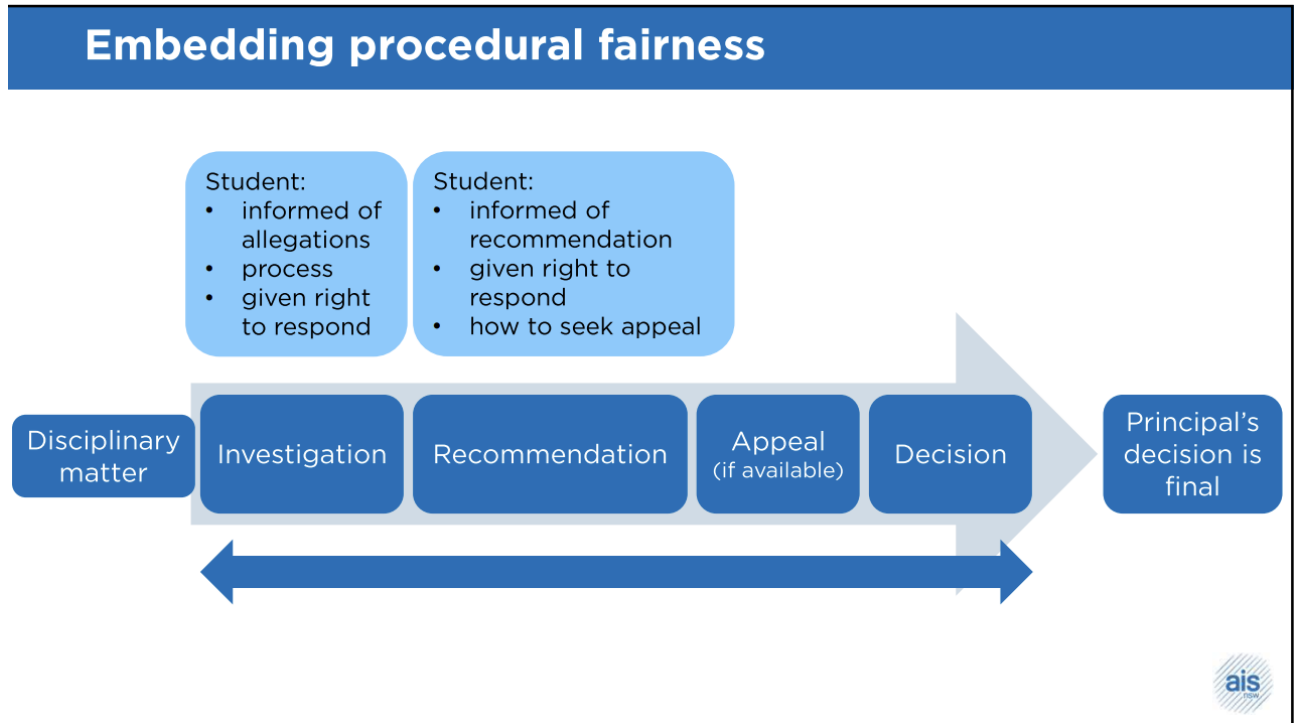 Embedding procedural fairness
Student:
• informed of
allegations
• process
• given right
to respond
Student:
• informed of
recommendation
• given right to
respond
• how to seek appeal
Disciplinary
matter
Investigation
Recommendation
Appeal
(if available)
Decision
Principal’s
decision is
final
ais
nsw